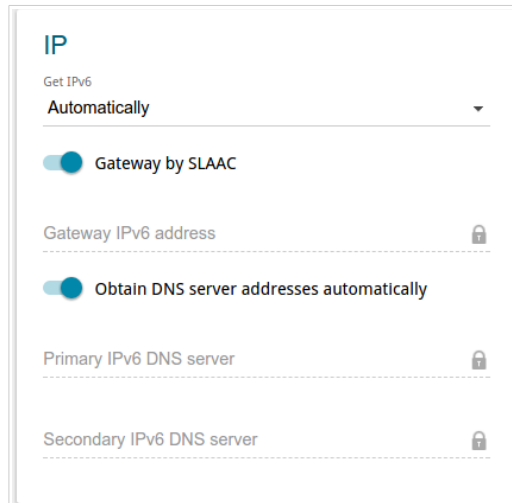 IP
Get IPv6
Automatically
Gateway by SLAAC
Gateway IPv6 address
Obtain DNS server addresses automatically
Primary IPv6 DNS server
Secondary IPv6 DNS server